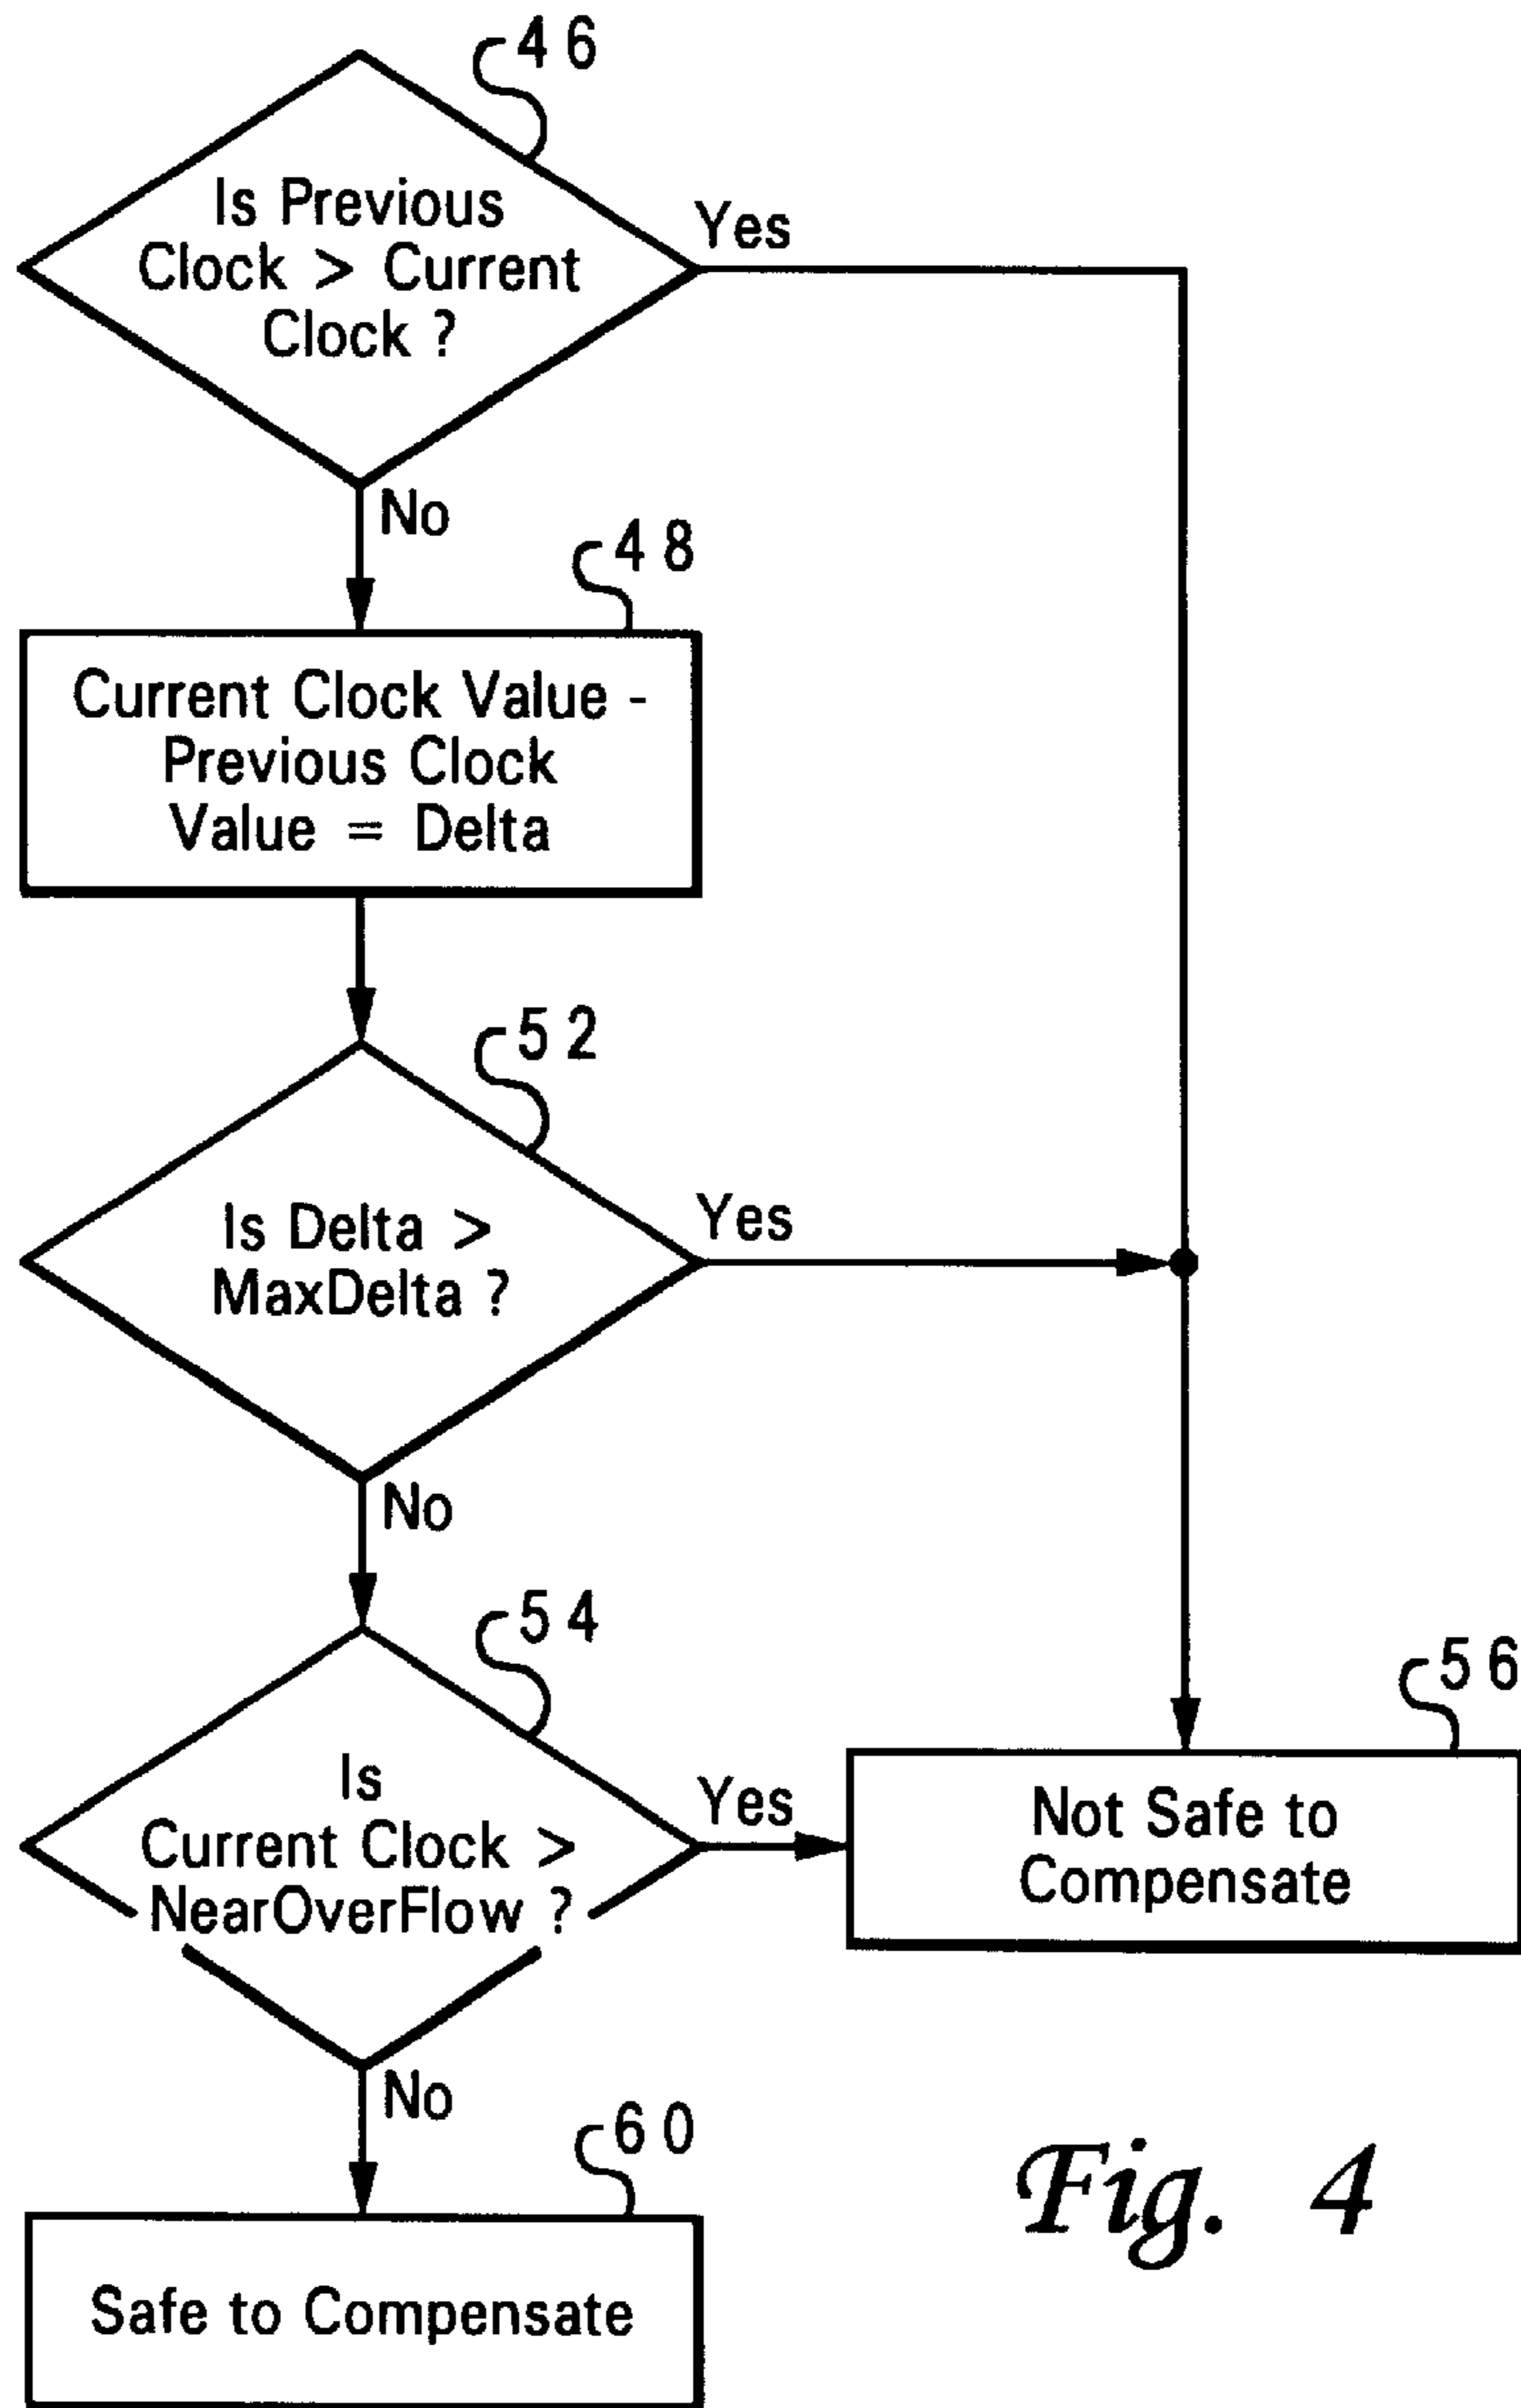 46
Is Previous
Clock > Current
Clock ?
Yes
No
48
Current Clock Value -
Previous Clock
Value = Delta
52
Is Delta >
MaxDelta ?
Yes
No
54
Is
Current Clock >
NearOverFlow ?
Yes
56
Not Safe to
Compensate
No
60
Safe to Compensate
Fig. 4